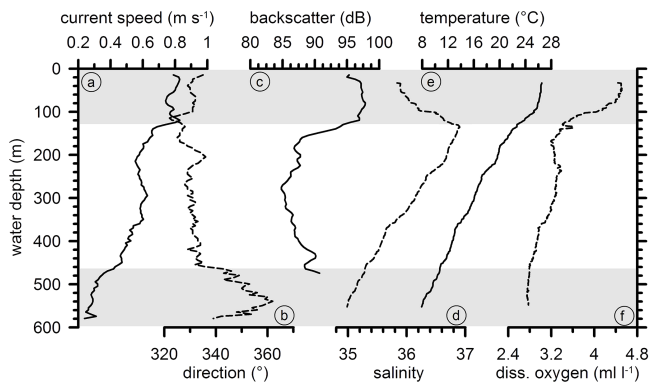 current speed (m s-1) backscatter (dB) temperature (°C)
0.2 0.4 0.6 0.8 1 80 85 90 95 100 8 12 16 20 24 28
0 a c e
100
200
300
400
500
600 b d f
water depth (m)
320 340 360 35 36 37 2.4 3.2 4 4.8
direction (°) salinity diss. oxygen (ml l-1)